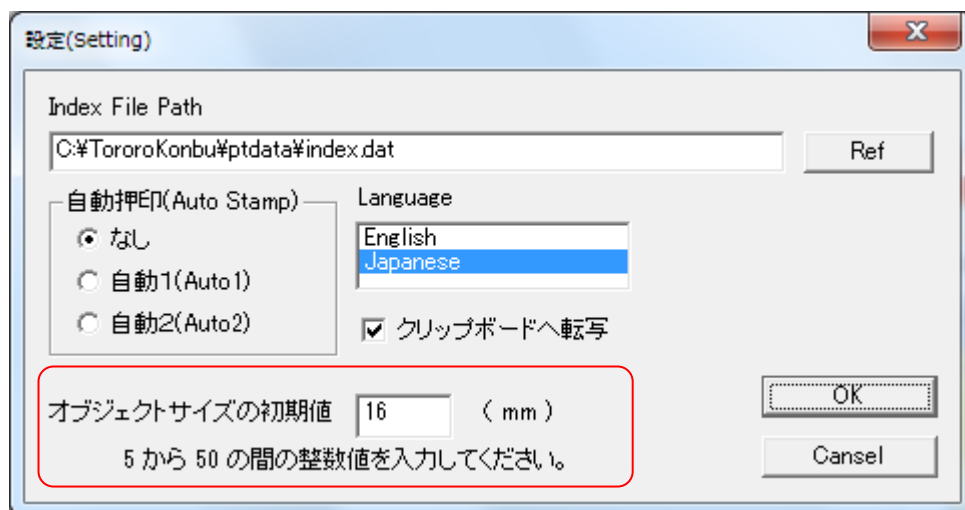 設定(Setting)
Index File Path
C:¥TororoKonbu¥ptdata¥index.dat
Ref
自動押印(Auto Stamp)
なし
自動1(Auto1)
自動2(Auto2)
Language
English
Japanese
クリップボードへ転写
オブジェクトサイズの初期値 16 (mm)
5 から 50 の間の整数値を入力してください。
OK
Cansel